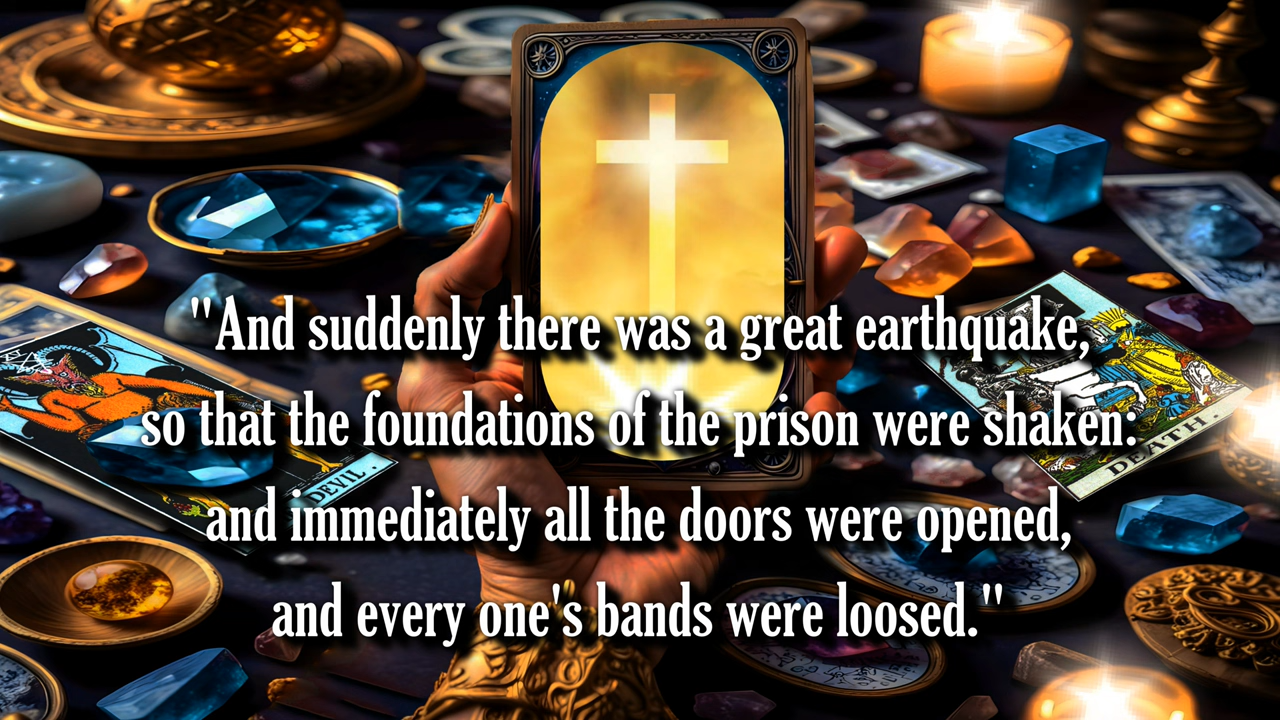 "And suddenly there was a great earthquake,
so that the foundations of the prison were shaken:
and immediately all the doors were opened,
and every one's bands were loosed."
DEVIL.
DEATH.